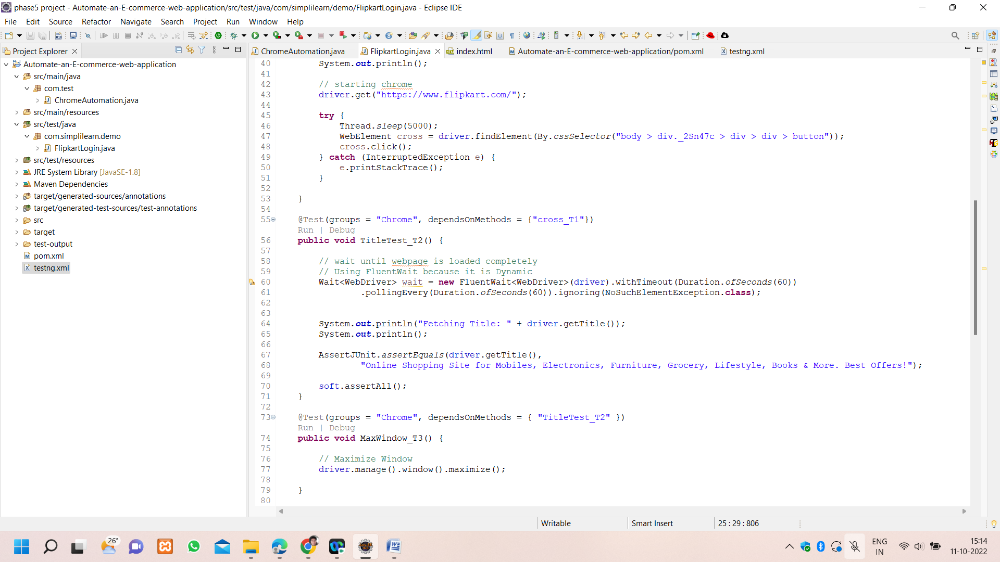 phase5 project - Automate-an-E-commerce-web-application/src/test/java/com/simplilearn/demo/FlipkartLogin.java - Eclipse IDE
File Edit Source Refactor Navigate Search Project Run Window Help
Project Explorer
ChromeAutomation.java FlipkartLogin.java index.html Automate-an-E-commerce-web-application/pom.xml testng.xml
Automate-an-E-commerce-web-application
src/main/java
com.test
ChromeAutomation.java
src/main/resources
src/test/java
com.simplilearn.demo
FlipkartLogin.java
src/test/resources
JRE System Library [JavaSE-1.8]
Maven Dependencies
target/generated-sources/annotations
target/generated-test-sources/test-annotations
src
target
test-output
pom.xml
testng.xml
40 System.out.println();
41
42 // starting chrome
43 driver.get("https://www.flipkart.com/");
44
45 try {
46 Thread.sleep(5000);
47 WebElement cross = driver.findElement(By.cssSelector("body > div._2Sn47c > div > div > button"));
48 cross.click();
49 } catch (InterruptedException e) {
50 e.printStackTrace();
51 }
52
53 }
54
55 @Test(groups = "Chrome", dependsOnMethods = {"cross_T1"})
Run | Debug
56 public void TitleTest_T2() {
57
58 // wait until webpage is loaded completely
59 // Using FluentWait because it is Dynamic
60 Wait<WebDriver> wait = new FluentWait<WebDriver>(driver).withTimeout(Duration.ofSeconds(60))
61 .pollingEvery(Duration.ofSeconds(60)).ignoring(NoSuchElementException.class);
62
63
64 System.out.println("Fetching Title: " + driver.getTitle());
65 System.out.println();
66
67 AssertJUnit.assertEquals(driver.getTitle(),
68 "Online Shopping Site for Mobiles, Electronics, Furniture, Grocery, Lifestyle, Books & More. Best Offers!");
69
70 soft.assertAll();
71 }
72
73 @Test(groups = "Chrome", dependsOnMethods = { "TitleTest_T2" })
Run | Debug
74 public void MaxWindow_T3() {
75
76 // Maximize Window
77 driver.manage().window().maximize();
78
79 }
80
Writable Smart Insert 25 : 29 : 806
26°
ENG
IN
15:14
11-10-2022